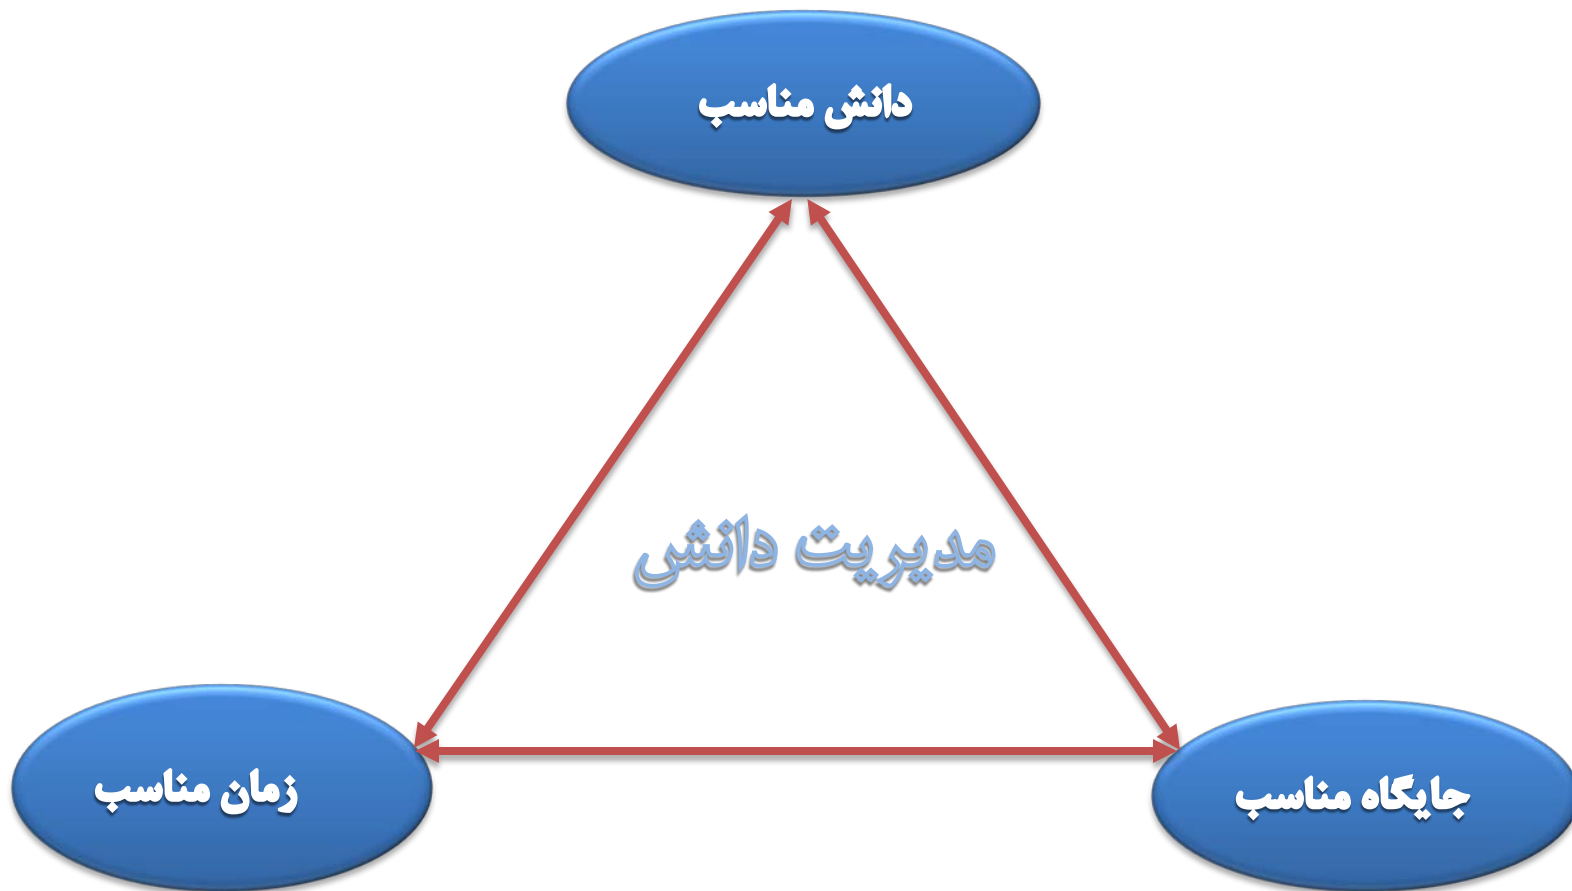 دانش مناسب
مدیریت دانش
جایگاه مناسب
زمان مناسب